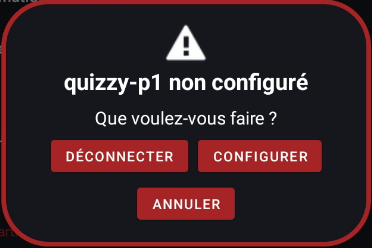 quizzy-p1 non configuré
Que voulez-vous faire ?
DÉCONNECTER
CONFIGURER
ANNULER